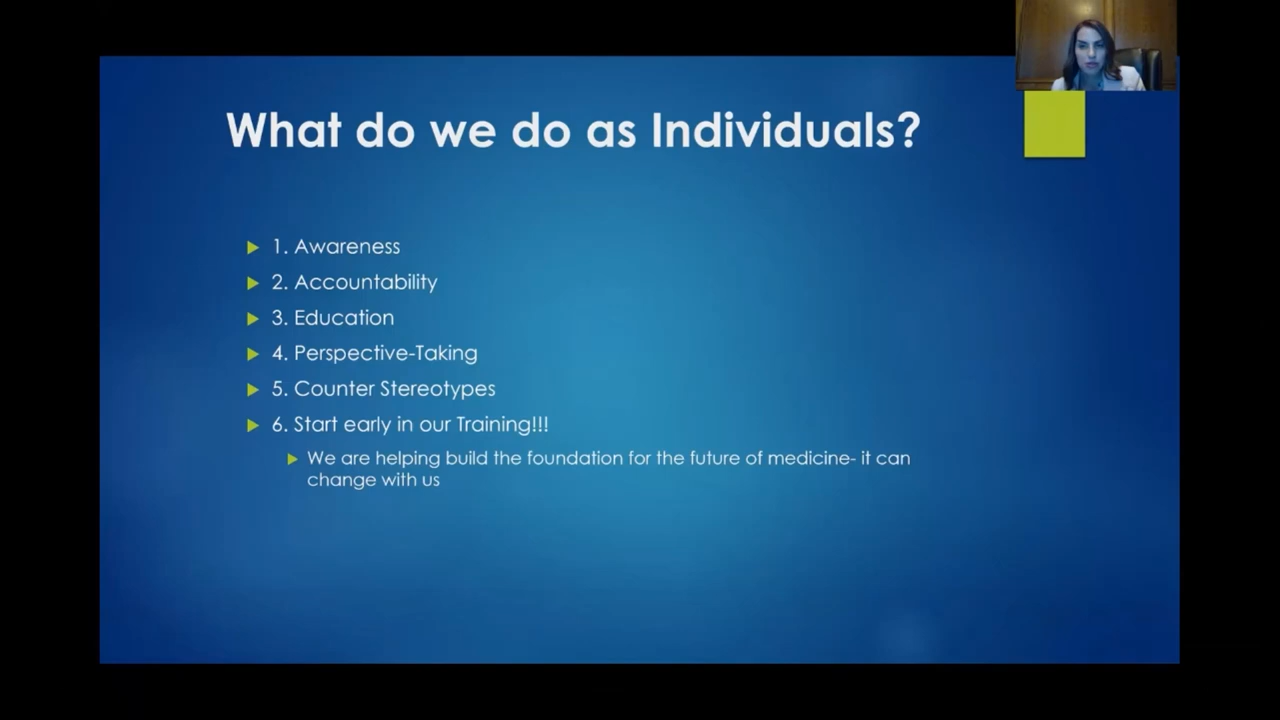 What do we do as Individuals?
1. Awareness
2. Accountability
3. Education
4. Perspective-Taking
5. Counter Stereotypes
6. Start early in our Training!!!
We are helping build the foundation for the future of medicine- it can
change with us